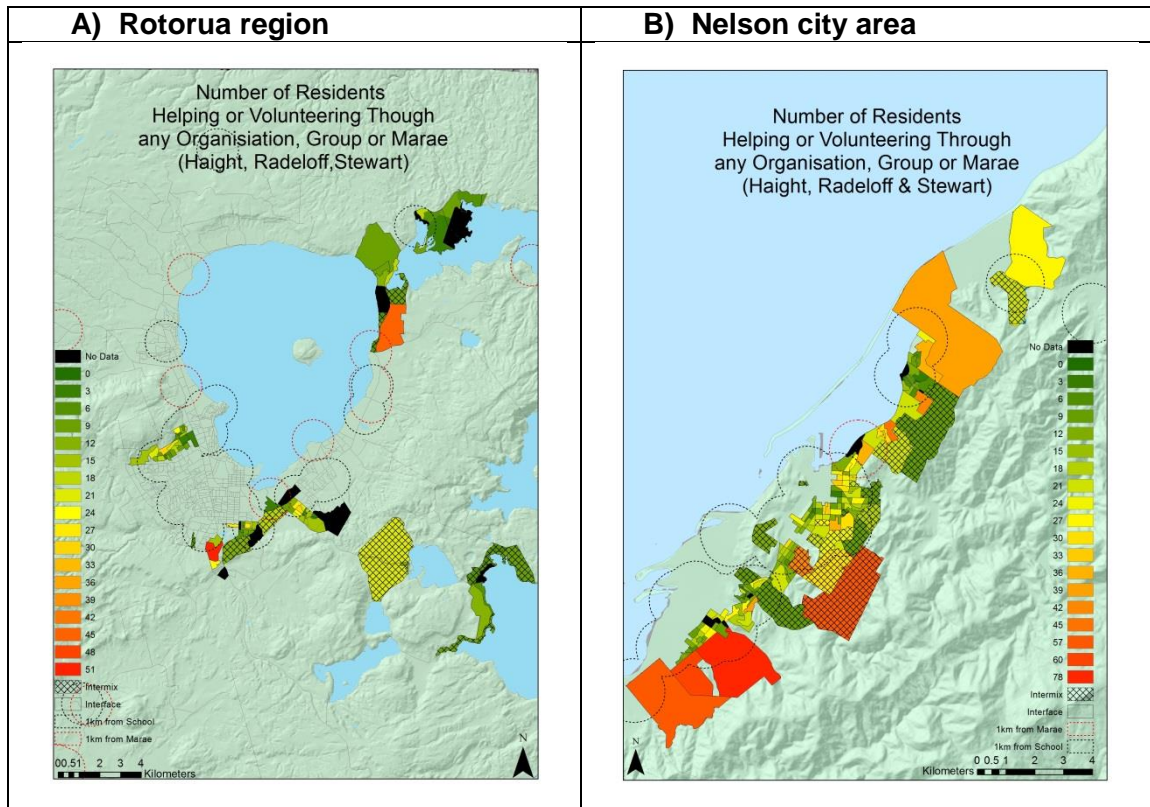 A) Rotorua region
B) Nelson city area
Number of Residents
Helping or Volunteering Though
any Organisiation, Group or Marae
(Haight, Radeloff,Stewart)
No Data
0
3
6
9
12
15
18
21
24
27
30
33
36
39
42
45
48
51
Intermix
Interface
1km from School
1km from Marae
00.51 2 3 4
Kilometers
N
Number of Residents
Helping or Volunteering Through
any Organisation, Group or Marae
(Haight, Radeloff & Stewart)
No Data
0
3
6
9
12
15
18
21
24
27
30
33
36
39
42
45
57
60
78
Intermix
Interface
1km from Marae
1km from School
N
Kilometers
0 0.5 1 2 3 4